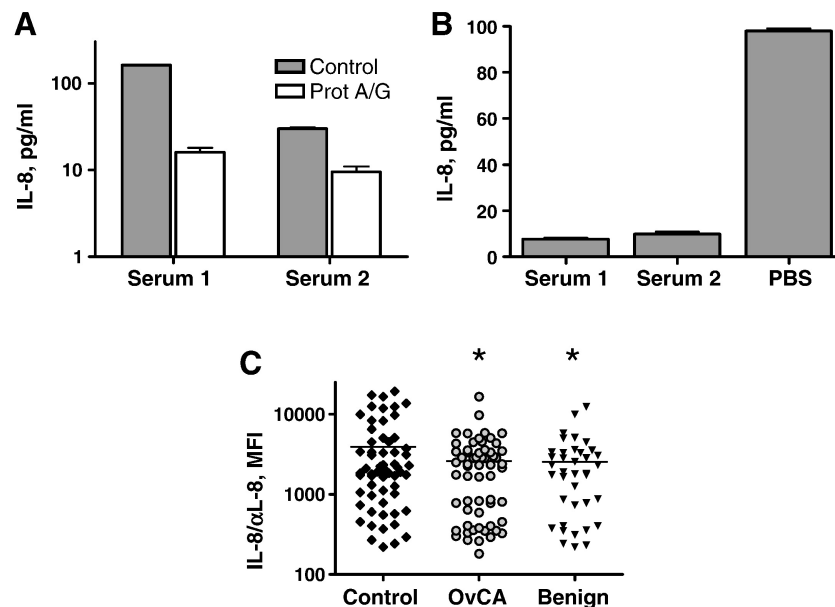 A
IL-8, pg/ml
100
10
1
Control
Prot A/G
Serum 1
Serum 2
B
IL-8, pg/ml
100
80
60
40
20
0
Serum 1
Serum 2
PBS
C
IL-8/αL-8, MFI
10000
1000
100
*
*
Control
OvCA
Benign